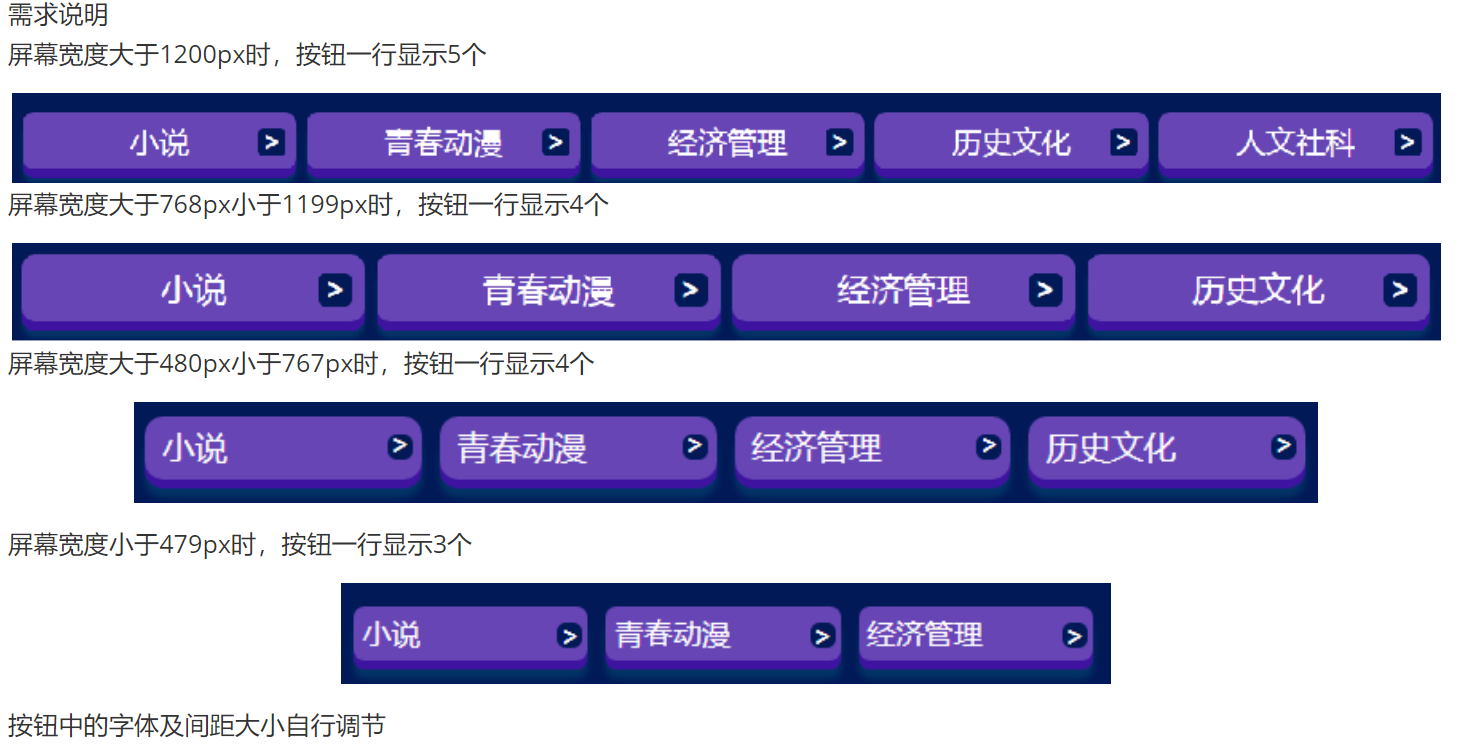 需求说明
屏幕宽度大于1200px时，按钮一行显示5个
小说 > 青春动漫 > 经济管理 > 历史文化 > 人文社科 >
屏幕宽度大于768px小于1199px时，按钮一行显示4个
小说 > 青春动漫 > 经济管理 > 历史文化 >
屏幕宽度大于480px小于767px时，按钮一行显示4个
小说 > 青春动漫 > 经济管理 > 历史文化 >
屏幕宽度小于479px时，按钮一行显示3个
小说 > 青春动漫 > 经济管理 >
按钮中的字体及间距大小自行调节